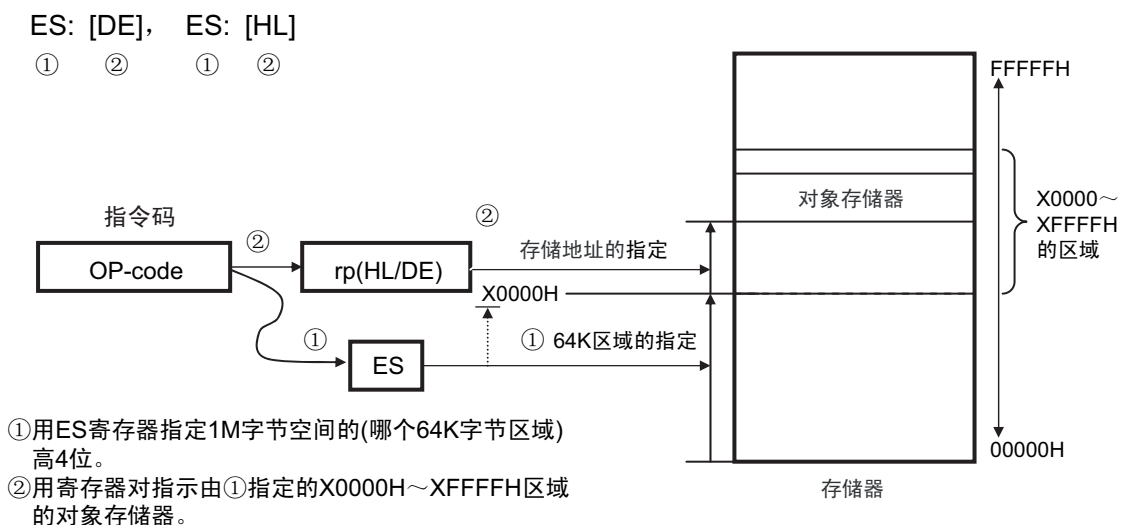 ES: [DE], ES: [HL]
① ② ① ②
FFFFFH
对象存储器
X0000～
XFFFFH
的区域
指令码
②
②
OP-code
rp(HL/DE)
存储地址的指定
X0000H
①
① 64K区域的指定
ES
①用ES寄存器指定1M字节空间的(哪个64K字节区域)
高4位。
②用寄存器对指示由①指定的X0000H～XFFFFH区域
的对象存储器。
00000H
存储器